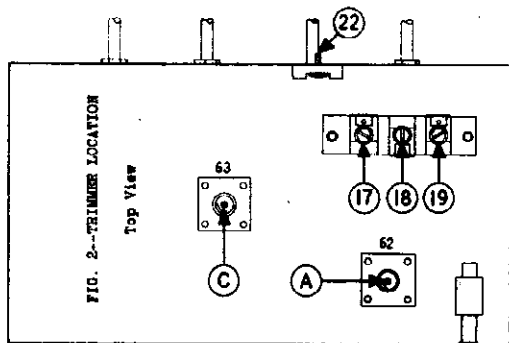 22
FIG. 2--TRIMMER LOCATION
Top View
17
18
19
63
62
C
A